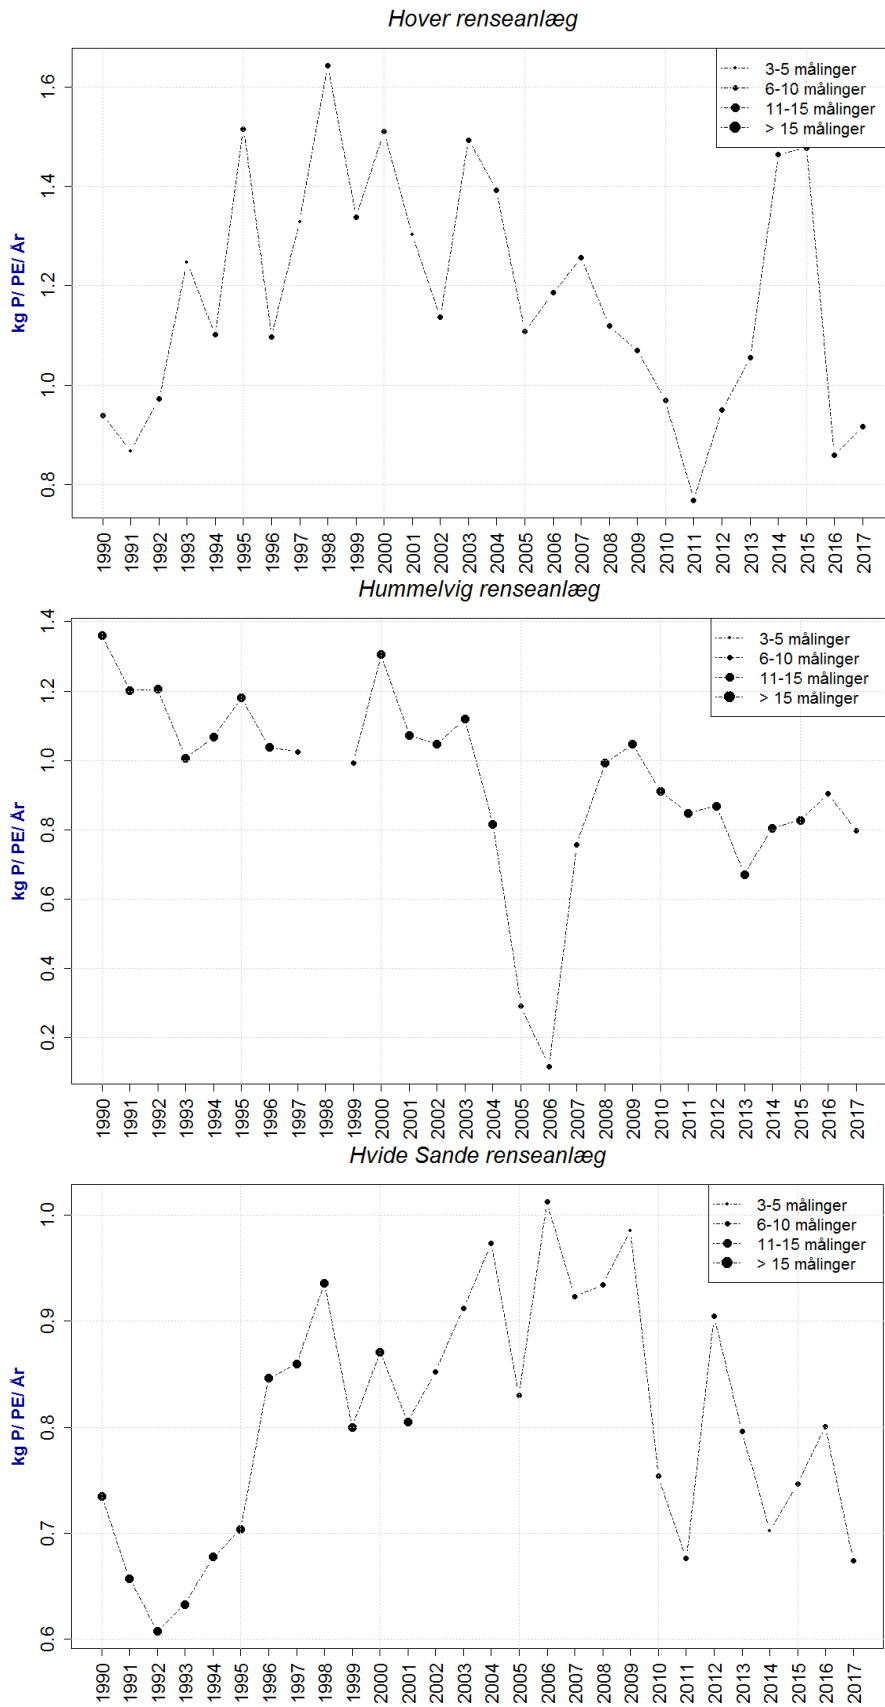 Hover renseanlæg
kg P/ PE/ År
1.6
1.4
1.2
1.0
0.8
3-5 målinger
6-10 målinger
11-15 målinger
> 15 målinger
1990 1991 1992 1993 1994 1995 1996 1997 1998 1999 2000 2001 2002 2003 2004 2005 2006 2007 2008 2009 2010 2011 2012 2013 2014 2015 2016 2017
Hummelvig renseanlæg
kg P/ PE/ År
1.4
1.2
1.0
0.8
0.6
0.4
0.2
3-5 målinger
6-10 målinger
11-15 målinger
> 15 målinger
1990 1991 1992 1993 1994 1995 1996 1997 1998 1999 2000 2001 2002 2003 2004 2005 2006 2007 2008 2009 2010 2011 2012 2013 2014 2015 2016 2017
Hvide Sande renseanlæg
kg P/ PE/ År
1.0
0.9
0.8
0.7
0.6
3-5 målinger
6-10 målinger
11-15 målinger
> 15 målinger
1990 1991 1992 1993 1994 1995 1996 1997 1998 1999 2000 2001 2002 2003 2004 2005 2006 2007 2008 2009 2010 2011 2012 2013 2014 2015 2016 2017